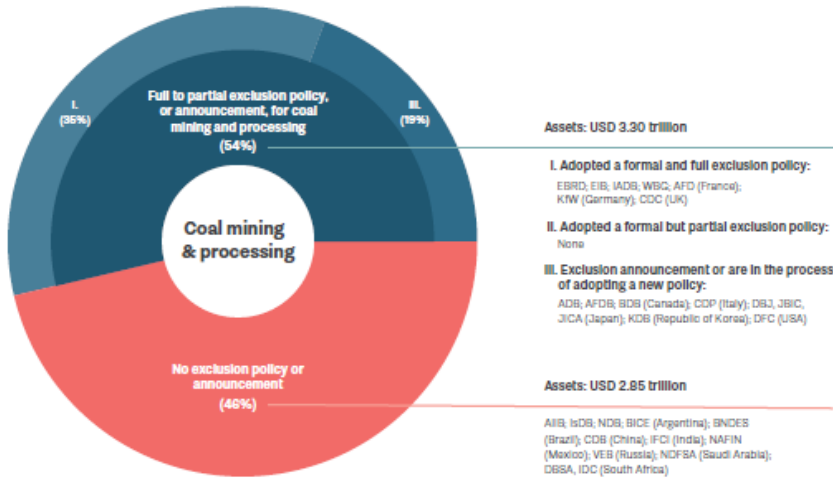 I.
(35%)
Full to partial exclusion policy,
or announcement, for coal
mining and processing
(54%)
III.
(19%)
Coal mining
& processing
No exclusion policy or
announcement
(46%)
Assets: USD 3.30 trillion
I. Adopted a formal and full exclusion policy:
EBRD; EIB; IADB; WBG; AFD (France);
KfW (Germany); CDC (UK)
II. Adopted a formal but partial exclusion policy:
None
III. Exclusion announcement or are in the process
of adopting a new policy:
ADB; AFDB; BDB (Canada); CDP (Italy); DBJ, JBIC,
JICA (Japan); KDB (Republic of Korea); DFC (USA)
Assets: USD 2.85 trillion
AIIB; IsDB; NDB; BICE (Argentina); BNDES
(Brazil); CDB (China); IFCI (India); NAFIN
(Mexico); VEB (Russia); NDFSA (Saudi Arabia);
DBSA, IDC (South Africa)